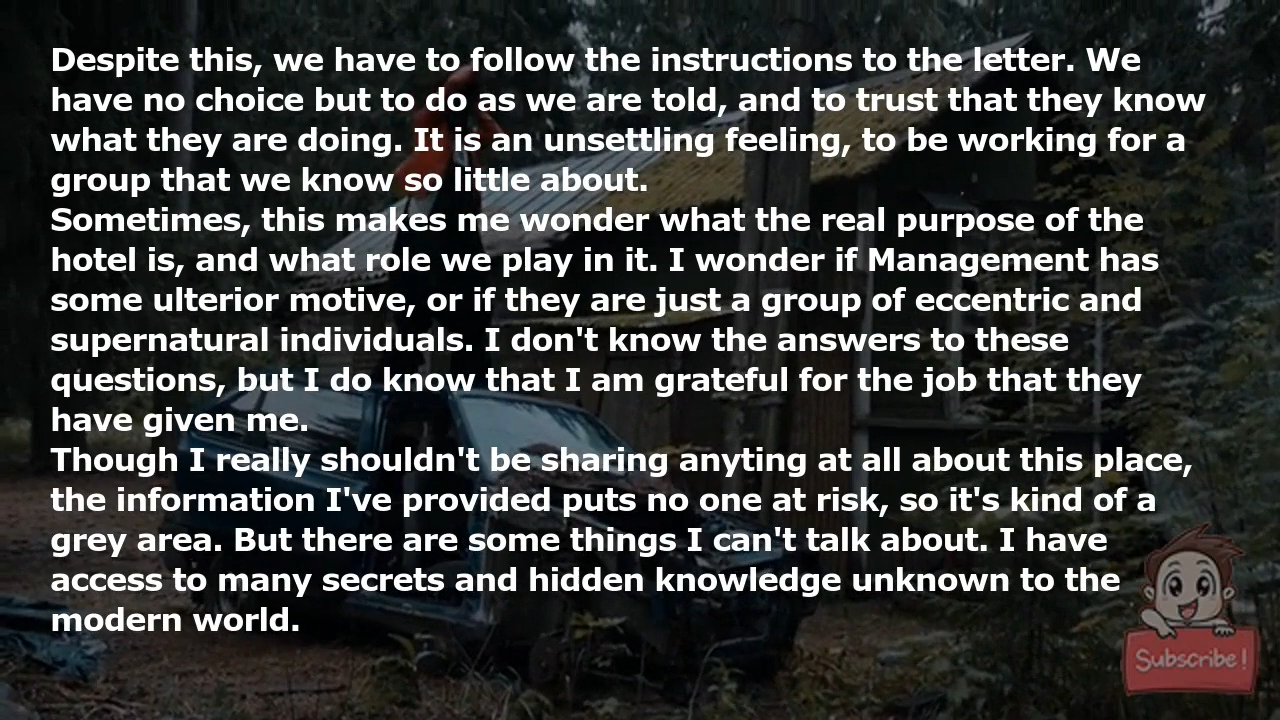 Despite this, we have to follow the instructions to the letter. We
have no choice but to do as we are told, and to trust that they know
what they are doing. It is an unsettling feeling, to be working for a
group that we know so little about.
Sometimes, this makes me wonder what the real purpose of the
hotel is, and what role we play in it. I wonder if Management has
some ulterior motive, or if they are just a group of eccentric and
supernatural individuals. I don't know the answers to these
questions, but I do know that I am grateful for the job that they
have given me.
Though I really shouldn't be sharing anyting at all about this place,
the information I've provided puts no one at risk, so it's kind of a
grey area. But there are some things I can't talk about. I have
access to many secrets and hidden knowledge unknown to the
modern world.
Subscribe!